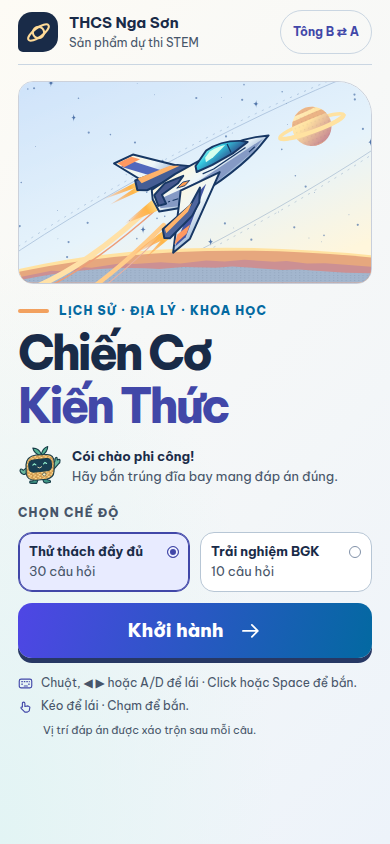 THCS Nga Sơn
Sản phẩm dự thi STEM
Tông B ⇄ A
LỊCH SỬ · ĐỊA LÝ · KHOA HỌC
Chiến Cơ
Kiến Thức
Cói chào phi công!
Hãy bắn trúng đĩa bay mang đáp án đúng.
CHỌN CHẾ ĐỘ
Thử thách đầy đủ
30 câu hỏi
Trải nghiệm BGK
10 câu hỏi
Khởi hành →
Chuột, ◀ ▶ hoặc A/D để lái · Click hoặc Space để bắn.
Kéo để lái · Chạm để bắn.
Vị trí đáp án được xáo trộn sau mỗi câu.